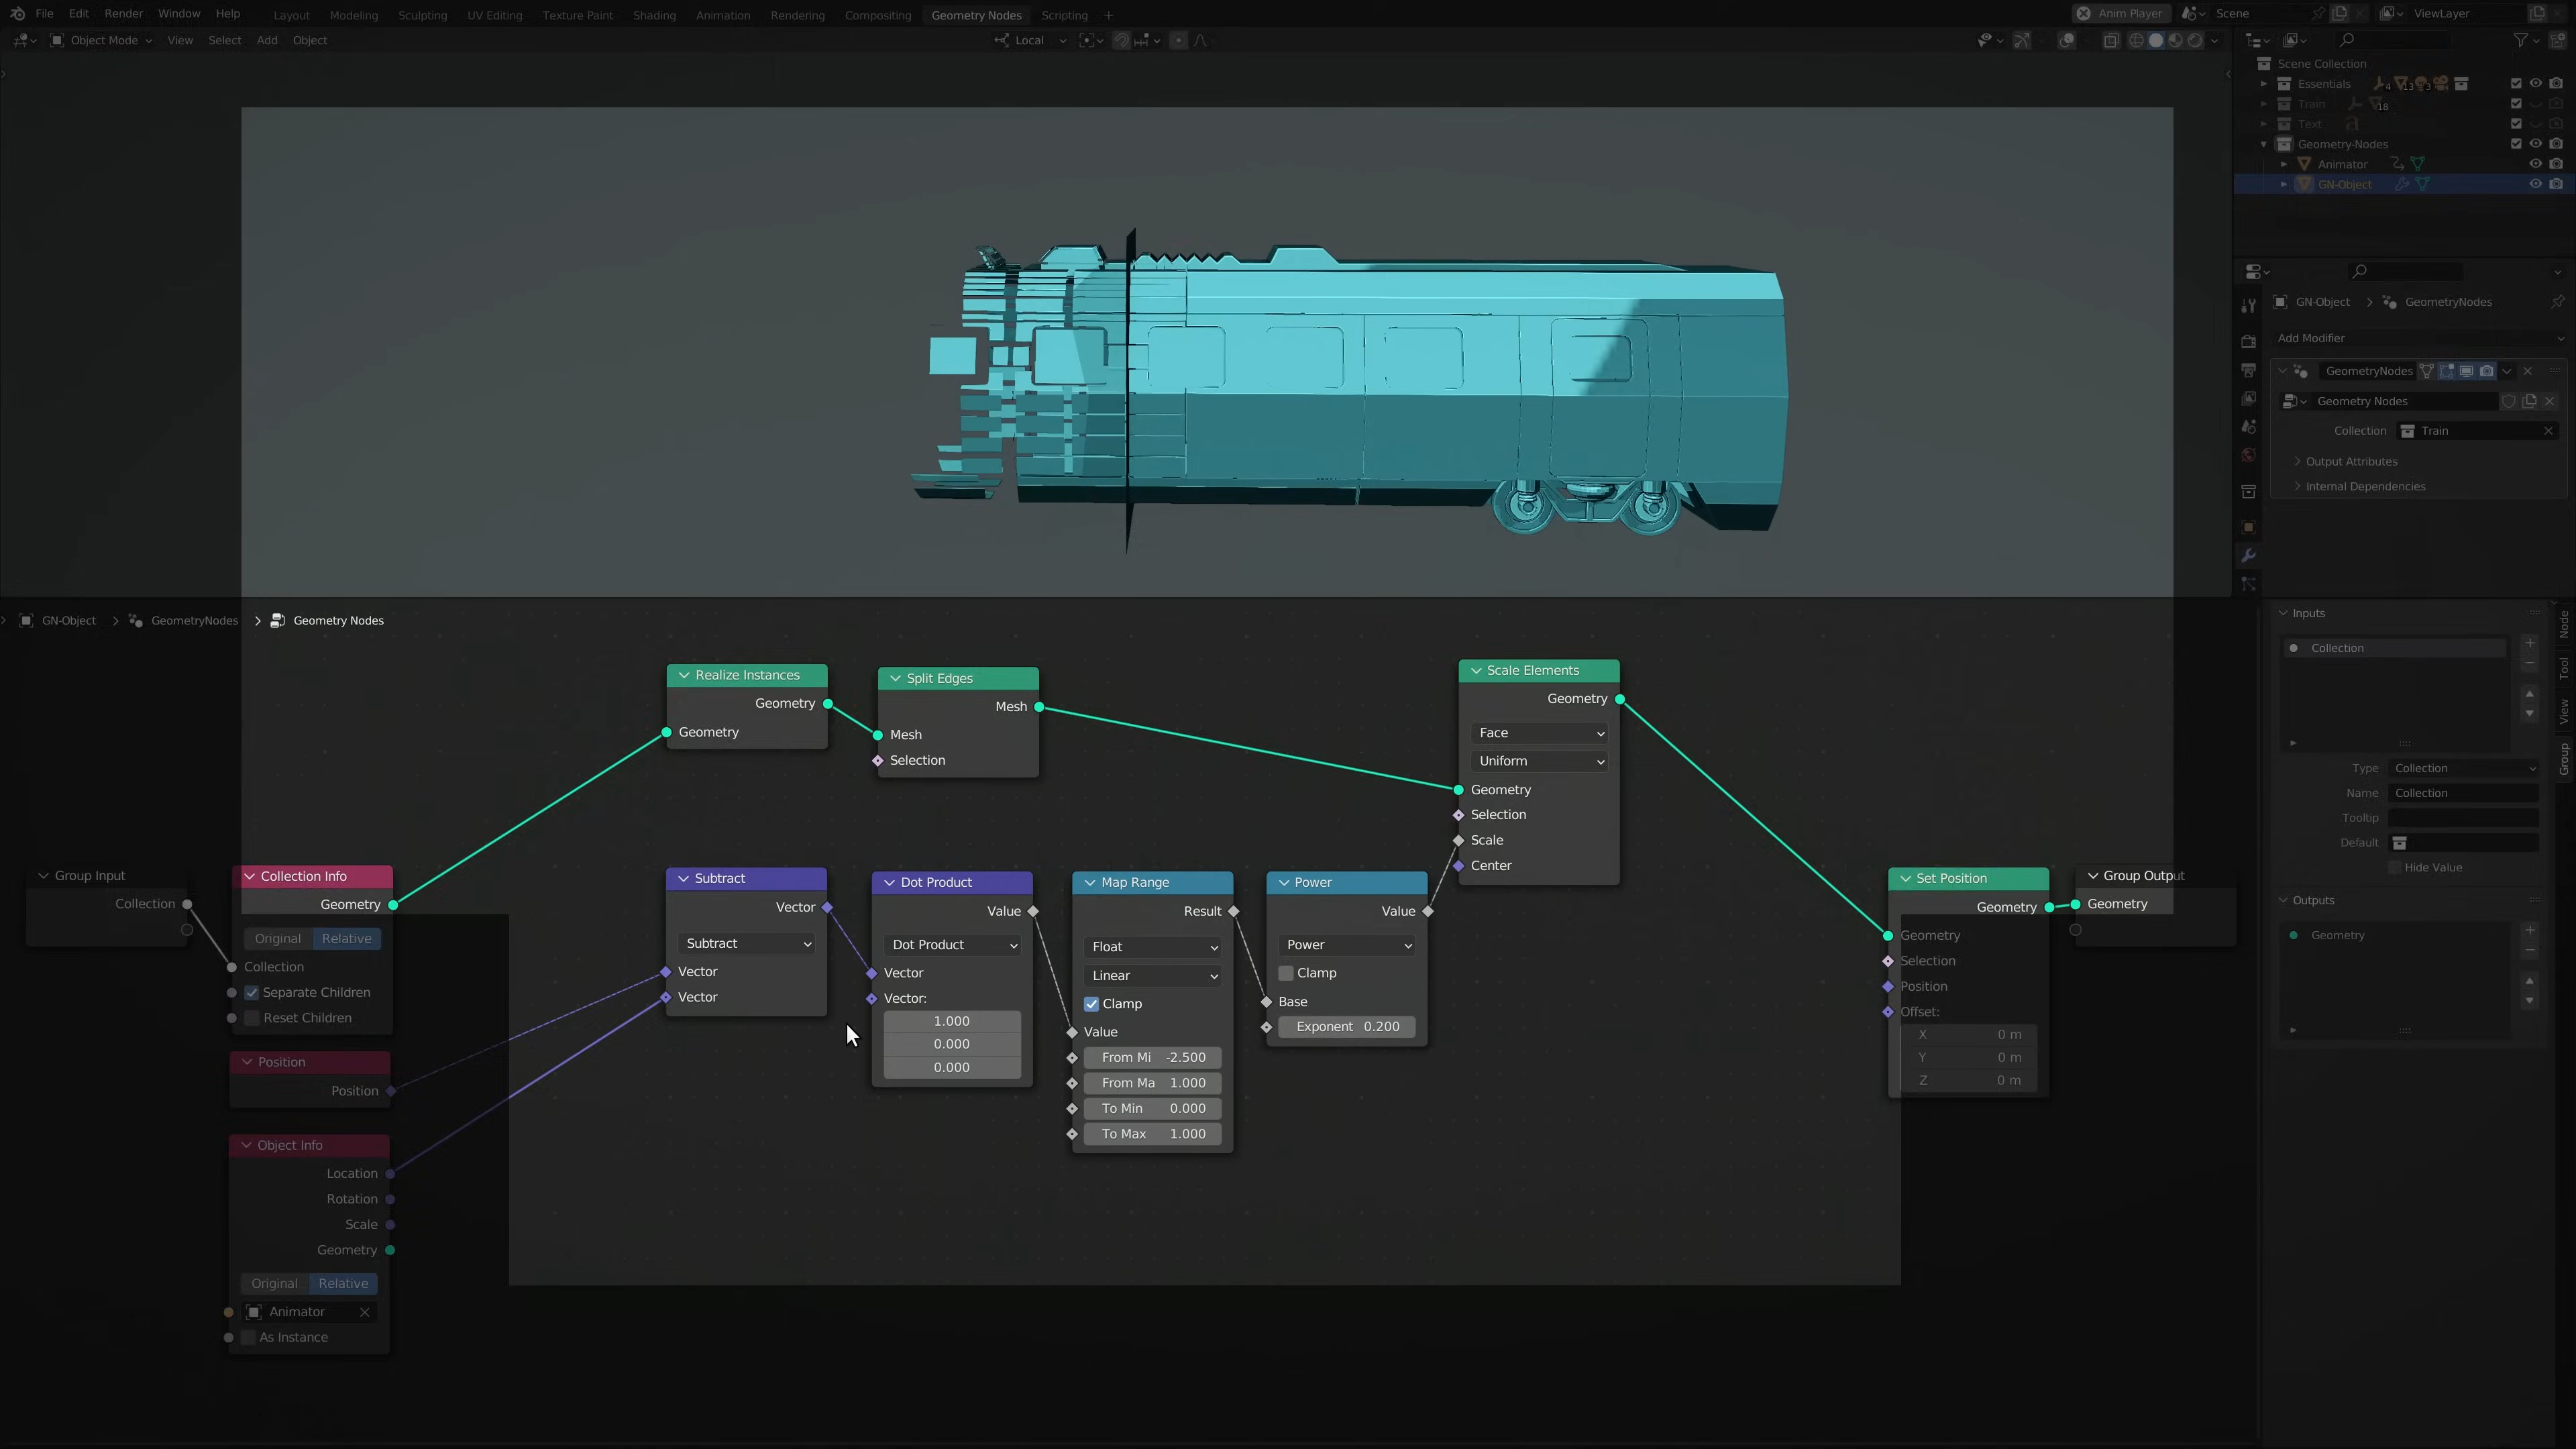 File Edit Render Window Help Layout Modeling Sculpting UV Editing Texture Paint Shading Animation Rendering Compositing Geometry Nodes Scripting + Anim Player Scene ViewLayer
Object Mode View Select Add Object Local
Scene Collection
Essentials 4 13 3
Train 18
Text
Geometry-Nodes
Animator
GN-Object
GN-Object > GeometryNodes
Add Modifier
GeometryNodes
Geometry Nodes
Collection Train
Output Attributes
Internal Dependencies
GN-Object > GeometryNodes > Geometry Nodes
Realize Instances
Geometry
Geometry
Split Edges
Mesh
Mesh
Selection
Scale Elements
Geometry
Face
Uniform
Geometry
Selection
Scale
Center
Group Input
Collection
Collection Info
Geometry
Original Relative
Collection
Separate Children
Reset Children
Position
Position
Object Info
Location
Rotation
Scale
Geometry
Original Relative
Animator
As Instance
Subtract
Vector
Subtract
Vector
Vector
Dot Product
Value
Dot Product
Vector
Vector:
1.000
0.000
0.000
Map Range
Result
Float
Linear
Clamp
Value
From Mi -2.500
From Ma 1.000
To Min 0.000
To Max 1.000
Power
Value
Power
Clamp
Base
Exponent 0.200
Set Position
Geometry
Geometry
Selection
Position
Offset:
X 0 m
Y 0 m
Z 0 m
Group Output
Geometry
Inputs
Collection
Type Collection
Name Collection
Tooltip
Default
Hide Value
Outputs
Geometry
Node
Tool
View
Group